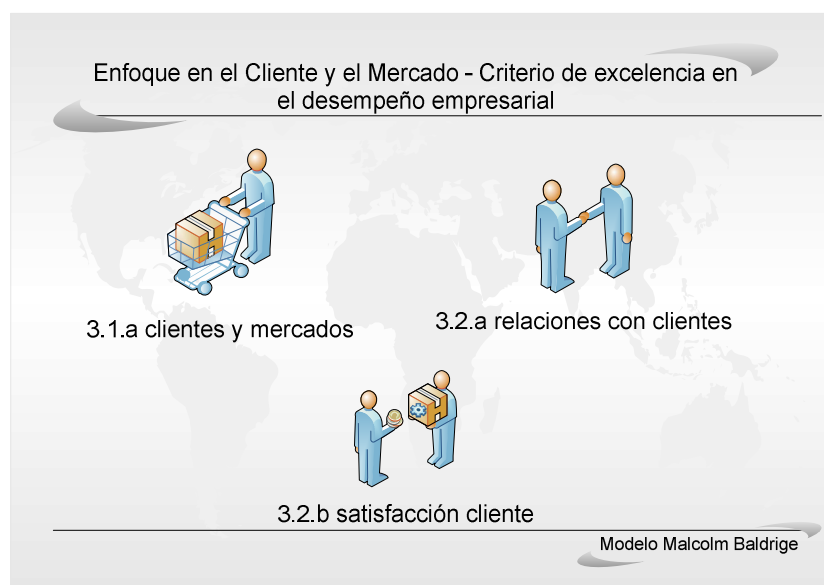 Enfoque en el Cliente y el Mercado - Criterio de excelencia en
el desempeño empresarial
3.1.a clientes y mercados
3.2.a relaciones con clientes
3.2.b satisfacción cliente
Modelo Malcolm Baldrige